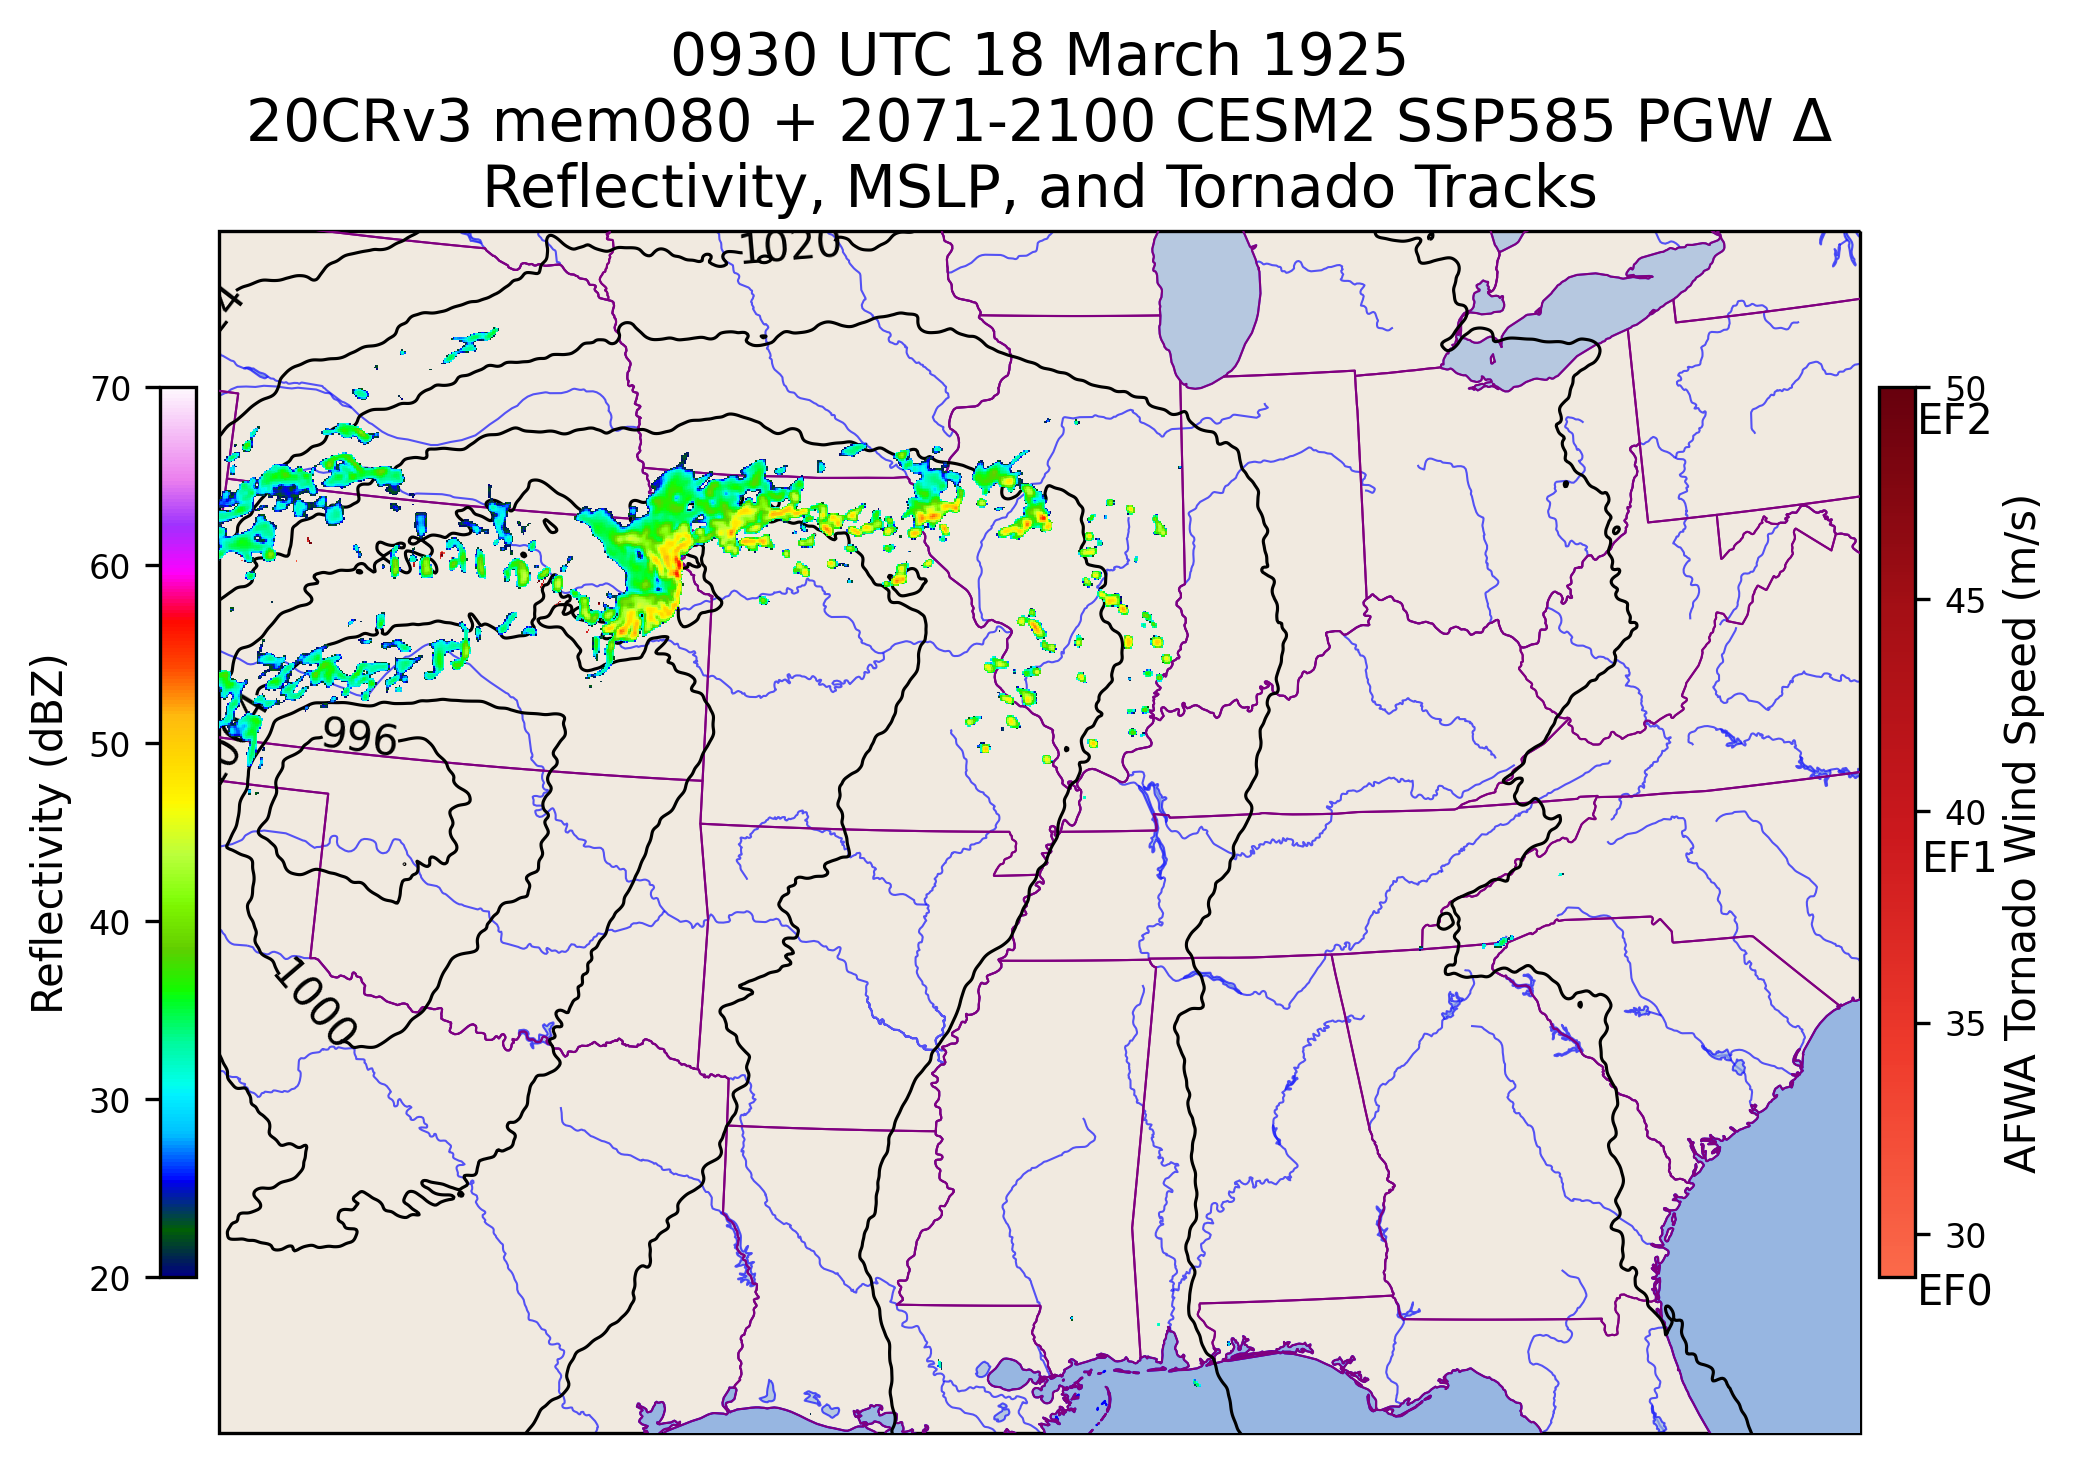 0930 UTC 18 March 1925
20CRv3 mem080 + 2071-2100 CESM2 SSP585 PGW Δ
Reflectivity, MSLP, and Tornado Tracks
Reflectivity (dBZ)
70
60
50
40
30
20
1020
996
1000
50
EF2
45
40
EF1
35
30
EF0
AFWA Tornado Wind Speed (m/s)